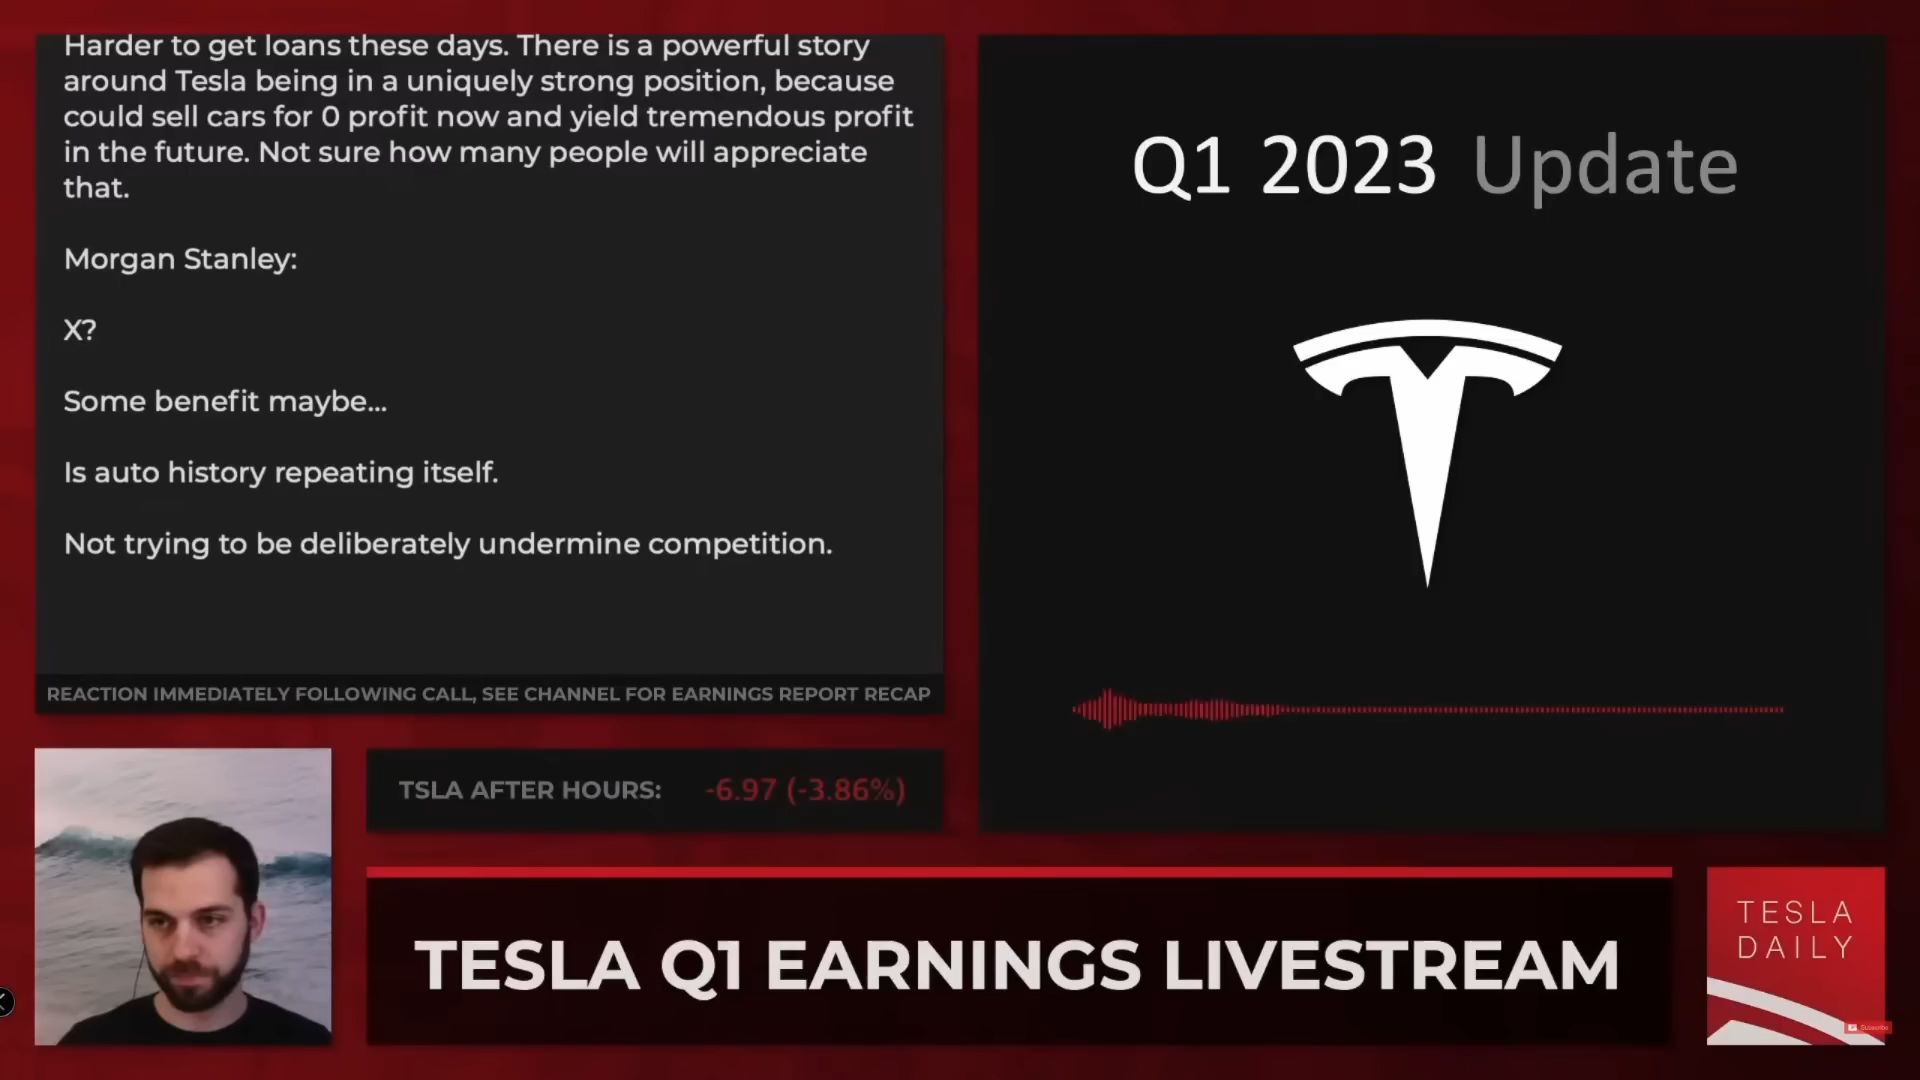 Harder to get loans these days. There is a powerful story
around Tesla being in a uniquely strong position, because
could sell cars for 0 profit now and yield tremendous profit
in the future. Not sure how many people will appreciate
that.
Morgan Stanley:
X?
Some benefit maybe...
Is auto history repeating itself.
Not trying to be deliberately undermine competition.
REACTION IMMEDIATELY FOLLOWING CALL, SEE CHANNEL FOR EARNINGS REPORT RECAP
Q1 2023 Update
TSLA AFTER HOURS: -6.97 (-3.86%)
TESLA Q1 EARNINGS LIVESTREAM
TESLA
DAILY
Subscribe